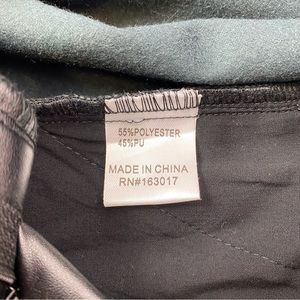 55%POLYESTER
45%PU
MADE IN CHINA
RN#163017